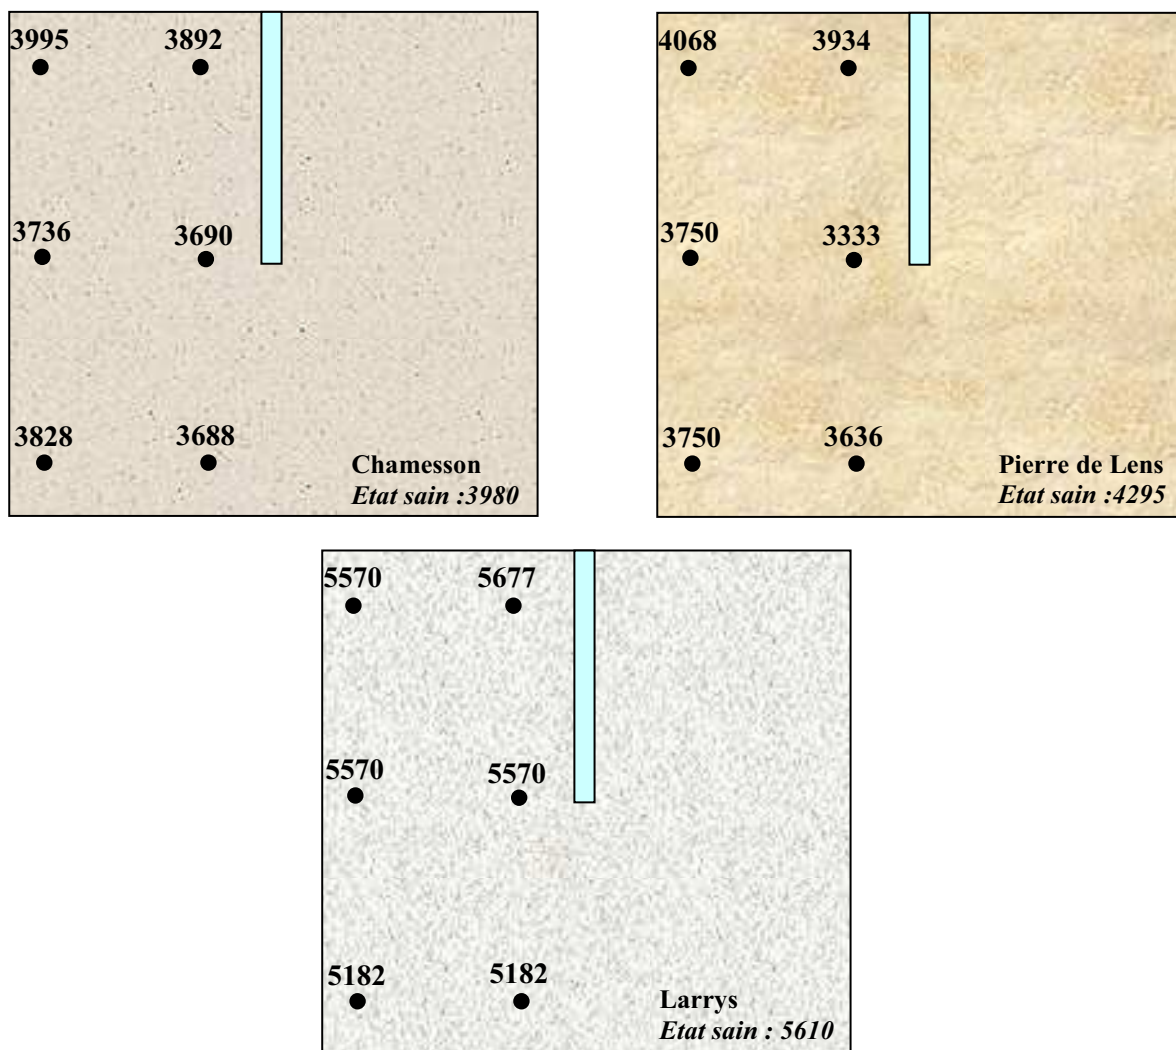 3995 3892
3736 3690
3828 3688
Chamesson
Etat sain :3980
4068 3934
3750 3333
3750 3636
Pierre de Lens
Etat sain :4295
5570 5677
5570 5570
5182 5182
Larrys
Etat sain : 5610